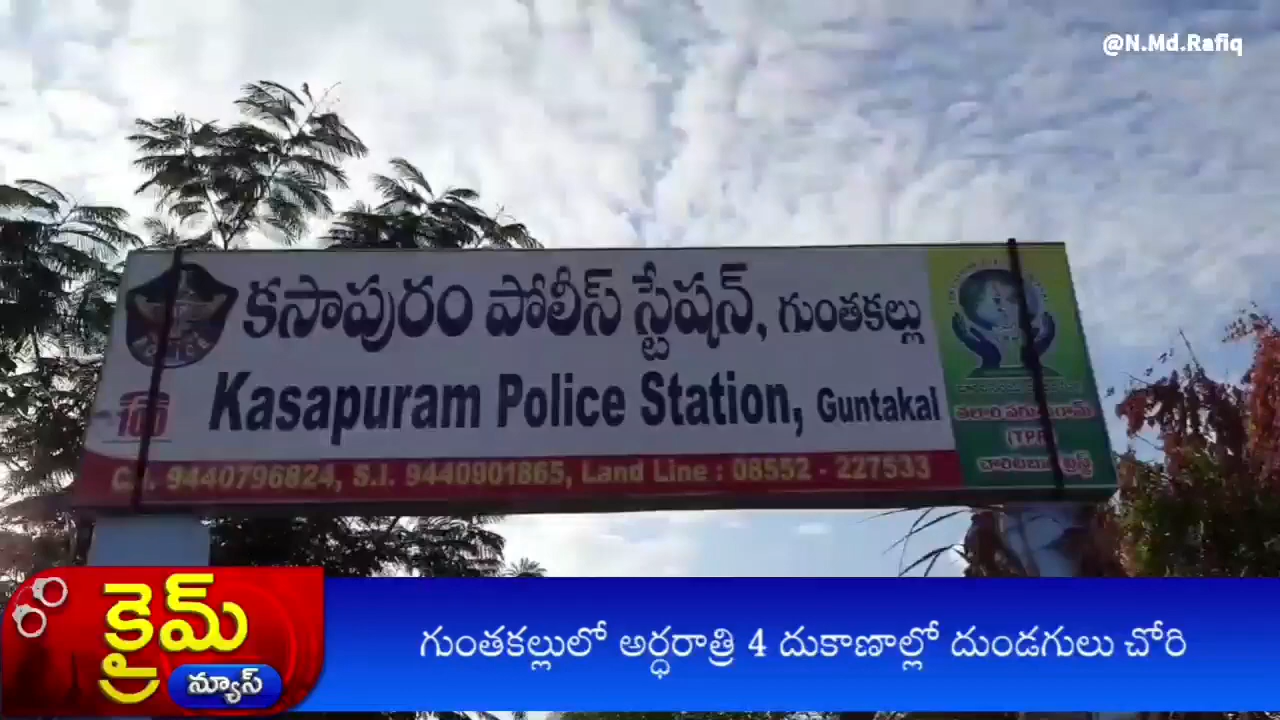 @N.Md.Rafiq
కసాపురం పోలీస్ స్టేషన్, గుంతకల్లు
Kasapuram Police Station, Guntakal
POLICE
100
9440796824, S.I. 9440901865, Land Line : 08552 - 227533
(TPR)
క్రైమ్
న్యూస్
గుంతకల్లులో అర్ధరాత్రి 4 దుకాణాల్లో దుండగులు చోరి